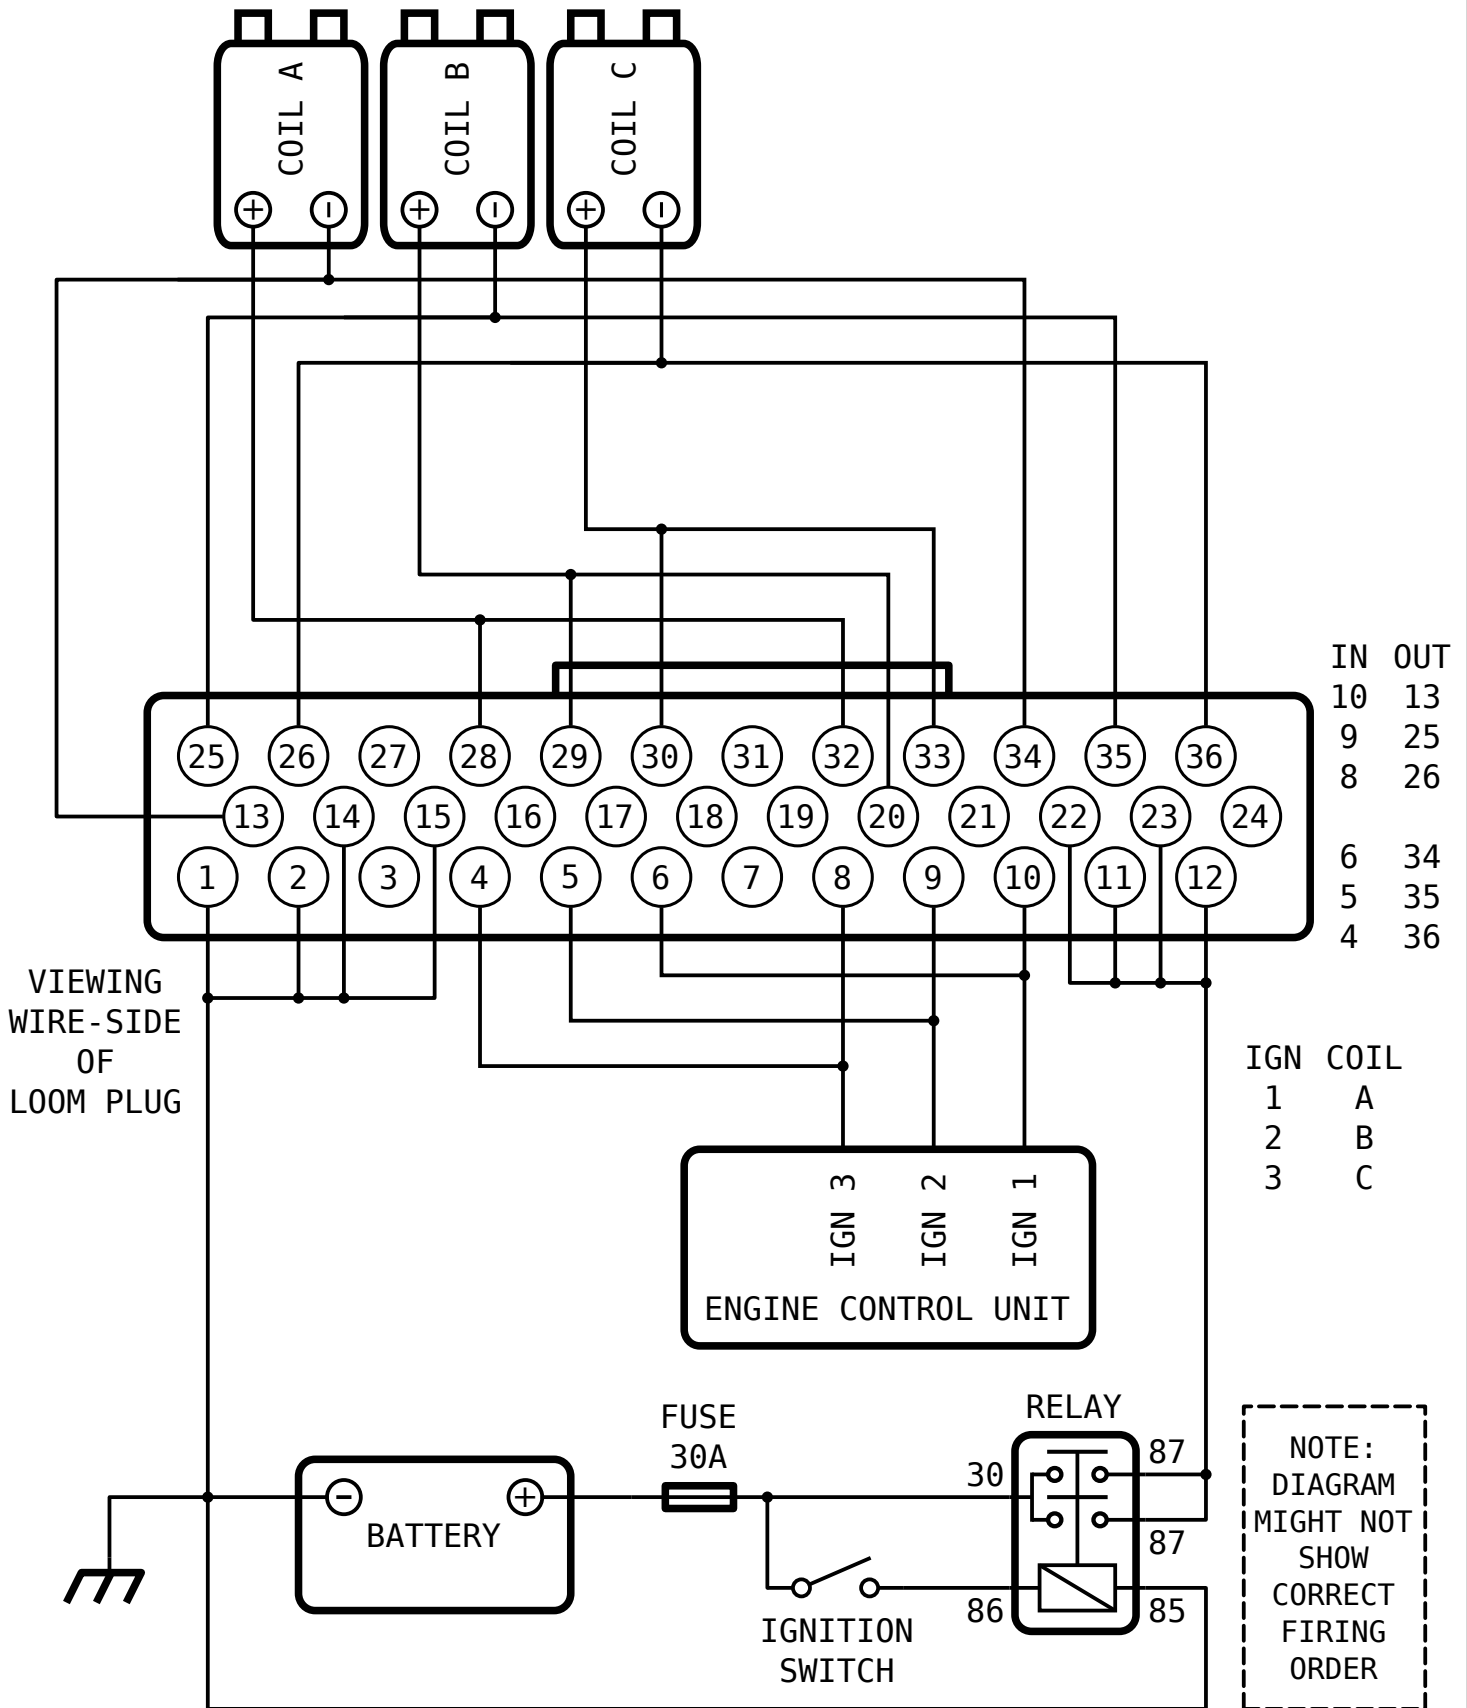 COIL A
COIL B
COIL C
+
-
+
-
+
-
IN OUT
10 13
9 25
8 26
6 34
5 35
4 36
25 26 27 28 29 30 31 32 33 34 35 36
13 14 15 16 17 18 19 20 21 22 23 24
1 2 3 4 5 6 7 8 9 10 11 12
VIEWING
WIRE-SIDE
OF
LOOM PLUG
IGN COIL
1 A
2 B
3 C
IGN 3
IGN 2
IGN 1
ENGINE CONTROL UNIT
FUSE
30A
RELAY
30
87
87
86
85
- +
BATTERY
IGNITION
SWITCH
NOTE:
DIAGRAM
MIGHT NOT
SHOW
CORRECT
FIRING
ORDER